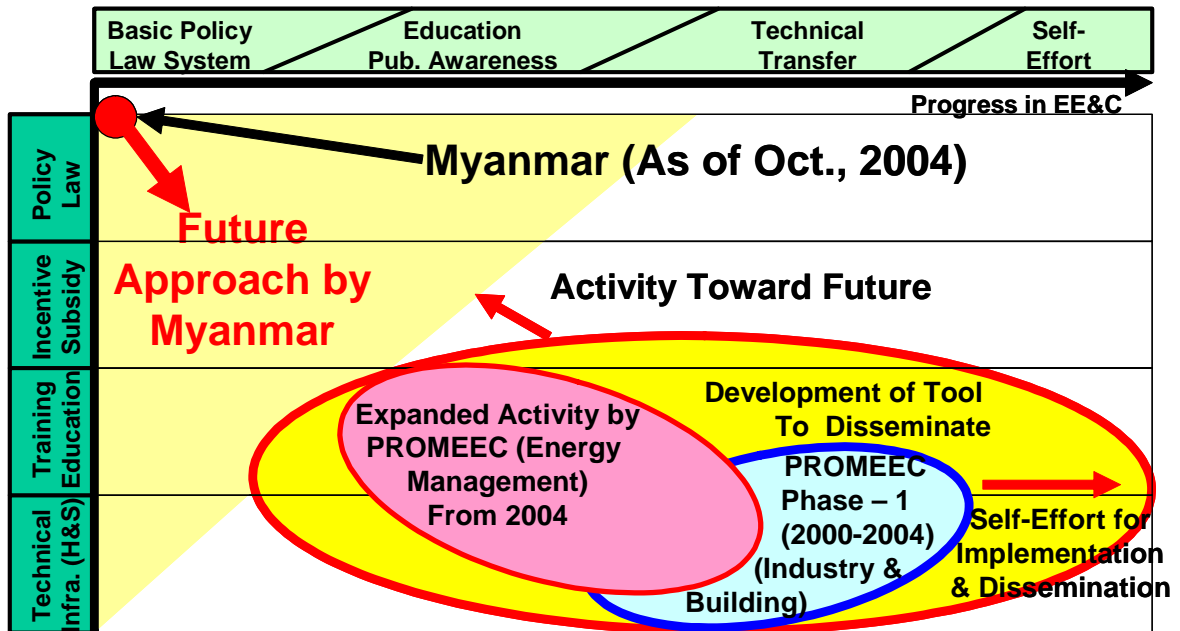 Basic Policy
Law System
Education
Pub. Awareness
Technical
Transfer
Self-
Effort
Progress in EE&C
Policy
Law
Myanmar (As of Oct., 2004)
Future
Approach by
Myanmar
Incentive
Subsidy
Activity Toward Future
Training
Education
Expanded Activity by
PROMEEC (Energy
Management)
From 2004
Development of Tool
To Disseminate
PROMEEC
Phase – 1
(2000-2004)
(Industry &
Building)
Self-Effort for
Implementation
& Dissemination
Technical
Infra. (H&S)